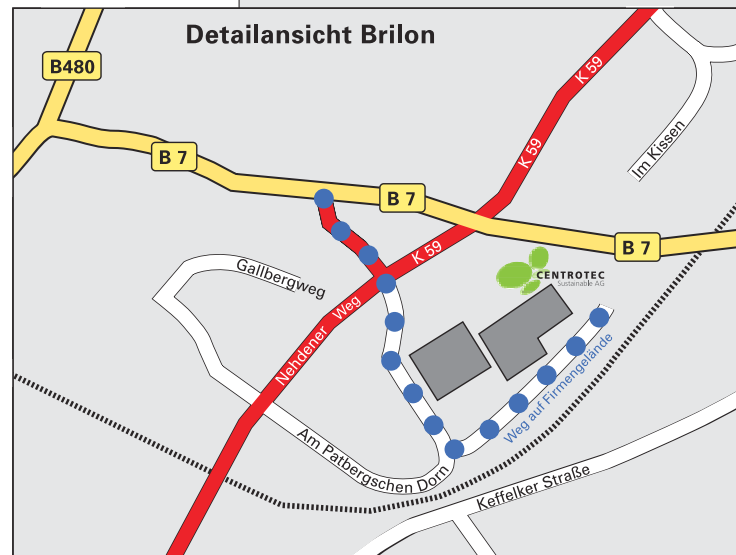 Detailansicht Brilon
B480
K 59
Im Kissen
B 7
K 59
B 7
K 59
B 7
Gallbergweg
CENTROTEC
Sustainable AG
Nehdener Weg
Weg auf Firmengelände
Am Patbergschen Dorn
Keffelker Straße